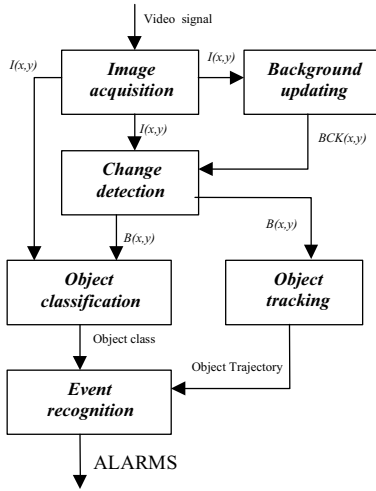 Video signal
I(x,y)
Image
acquisition
I(x,y)
Background
updating
I(x,y)
BCK(x,y)
Change
detection
B(x,y)
B(x,y)
Object
classification
Object
tracking
Object class
Object Trajectory
Event
recognition
ALARMS